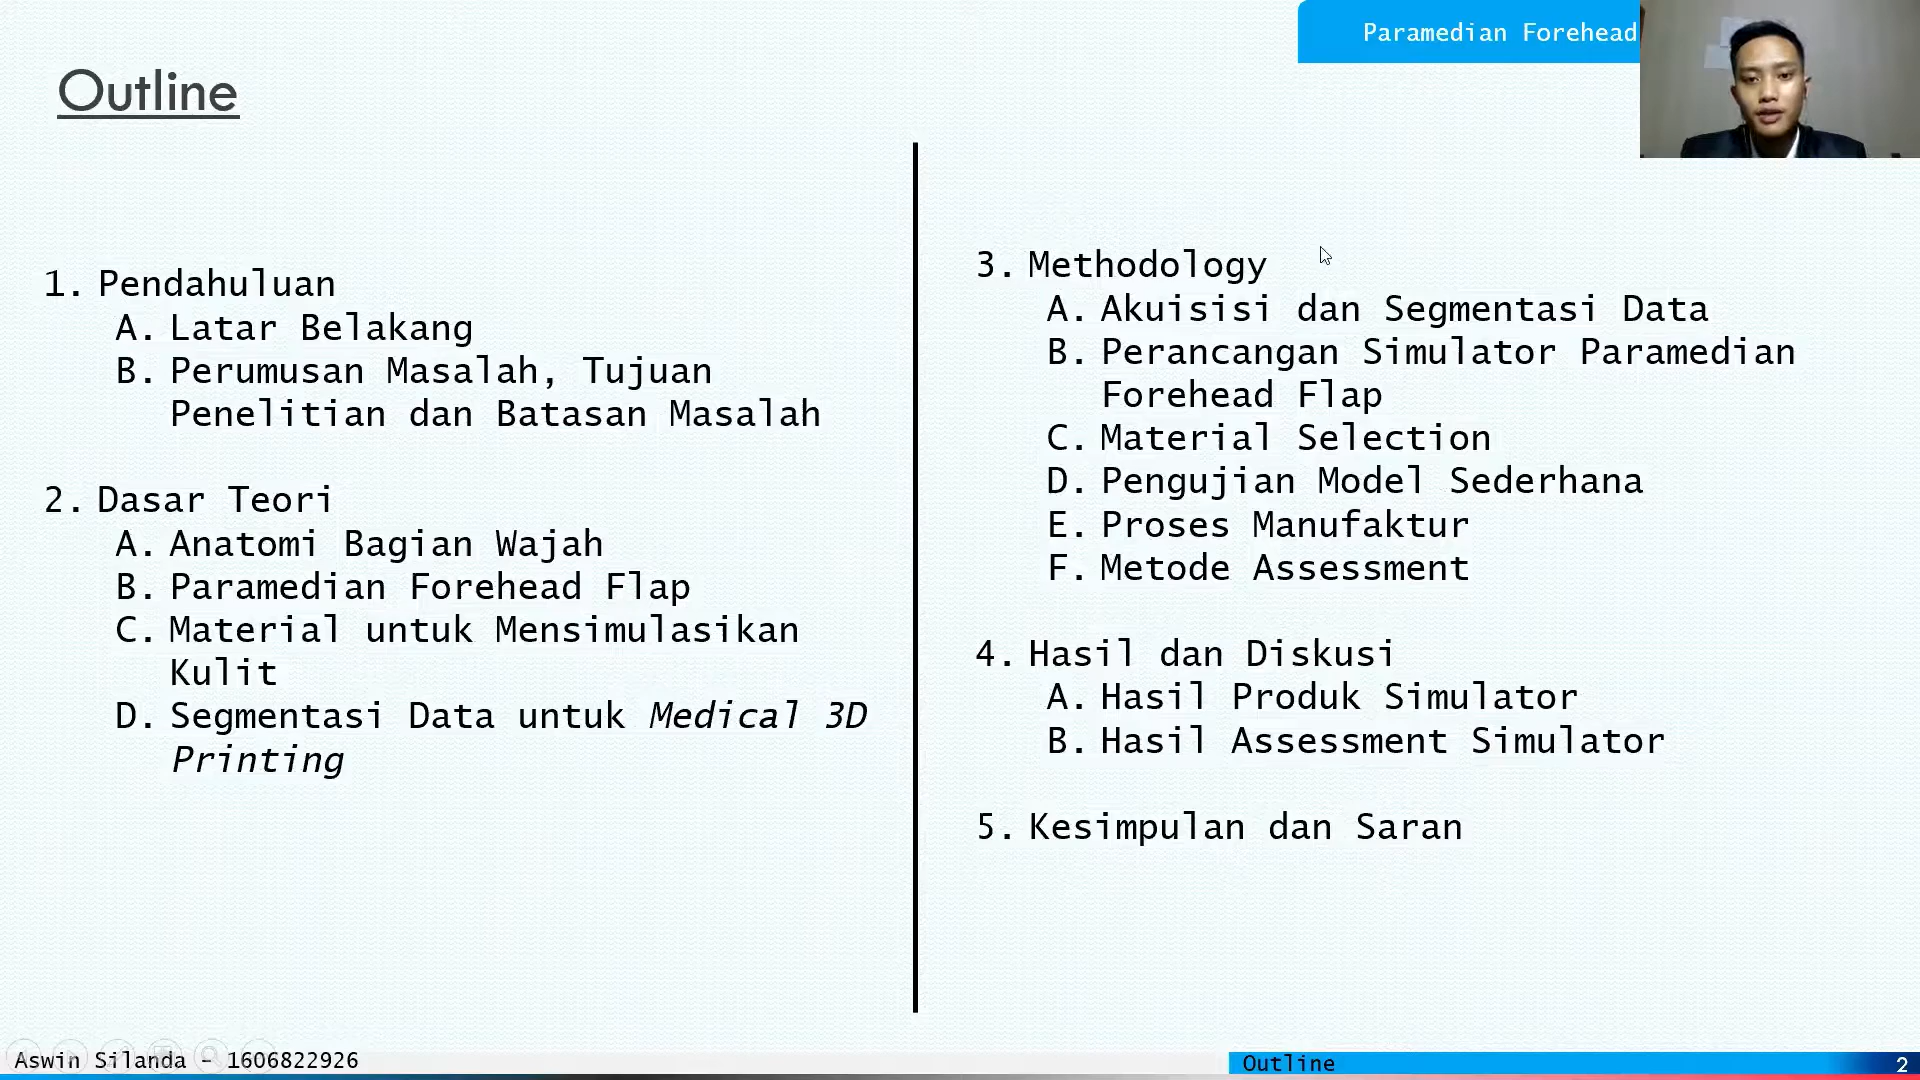 Paramedian Forehead
Outline
1. Pendahuluan
A. Latar Belakang
B. Perumusan Masalah, Tujuan
Penelitian dan Batasan Masalah
2. Dasar Teori
A. Anatomi Bagian Wajah
B. Paramedian Forehead Flap
C. Material untuk Mensimulasikan
Kulit
D. Segmentasi Data untuk Medical 3D
Printing
3. Methodology
A. Akuisisi dan Segmentasi Data
B. Perancangan Simulator Paramedian
Forehead Flap
C. Material Selection
D. Pengujian Model Sederhana
E. Proses Manufaktur
F. Metode Assessment
4. Hasil dan Diskusi
A. Hasil Produk Simulator
B. Hasil Assessment Simulator
5. Kesimpulan dan Saran
Aswin Silanda - 1606822926
Outline
2